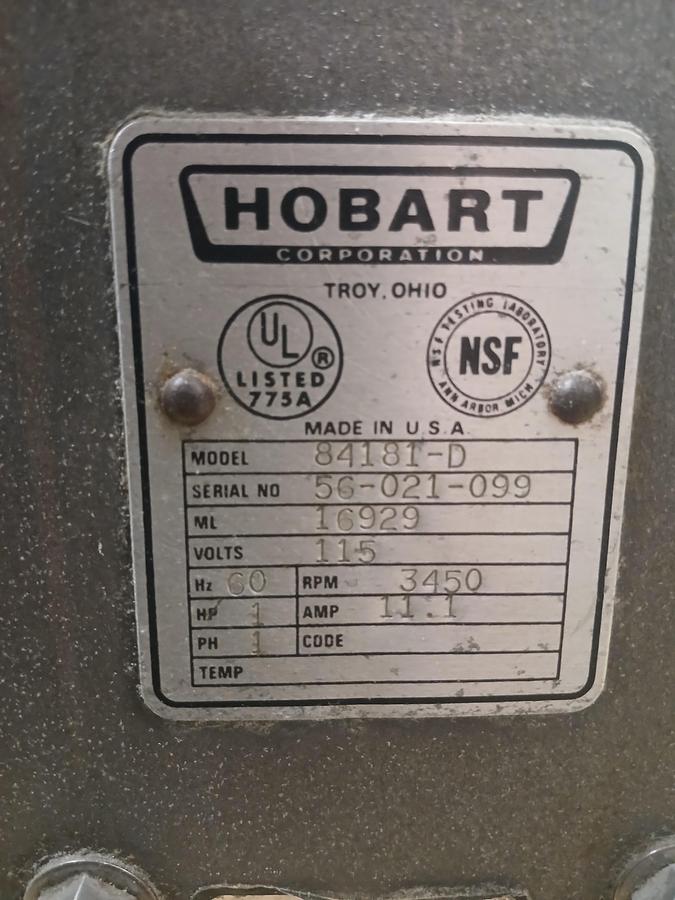 HOBART
CORPORATION
TROY, OHIO
UL ®
LISTED
775A
NSF TESTING LABORATORY
NSF
ANN ARBOR MICH.
MADE IN U.S.A.
MODEL 84181-D
SERIAL NO 56-021-099
ML 16929
VOLTS 115
Hz 60 RPM 3450
HP 1 AMP 11.1
PH 1 CODE
TEMP